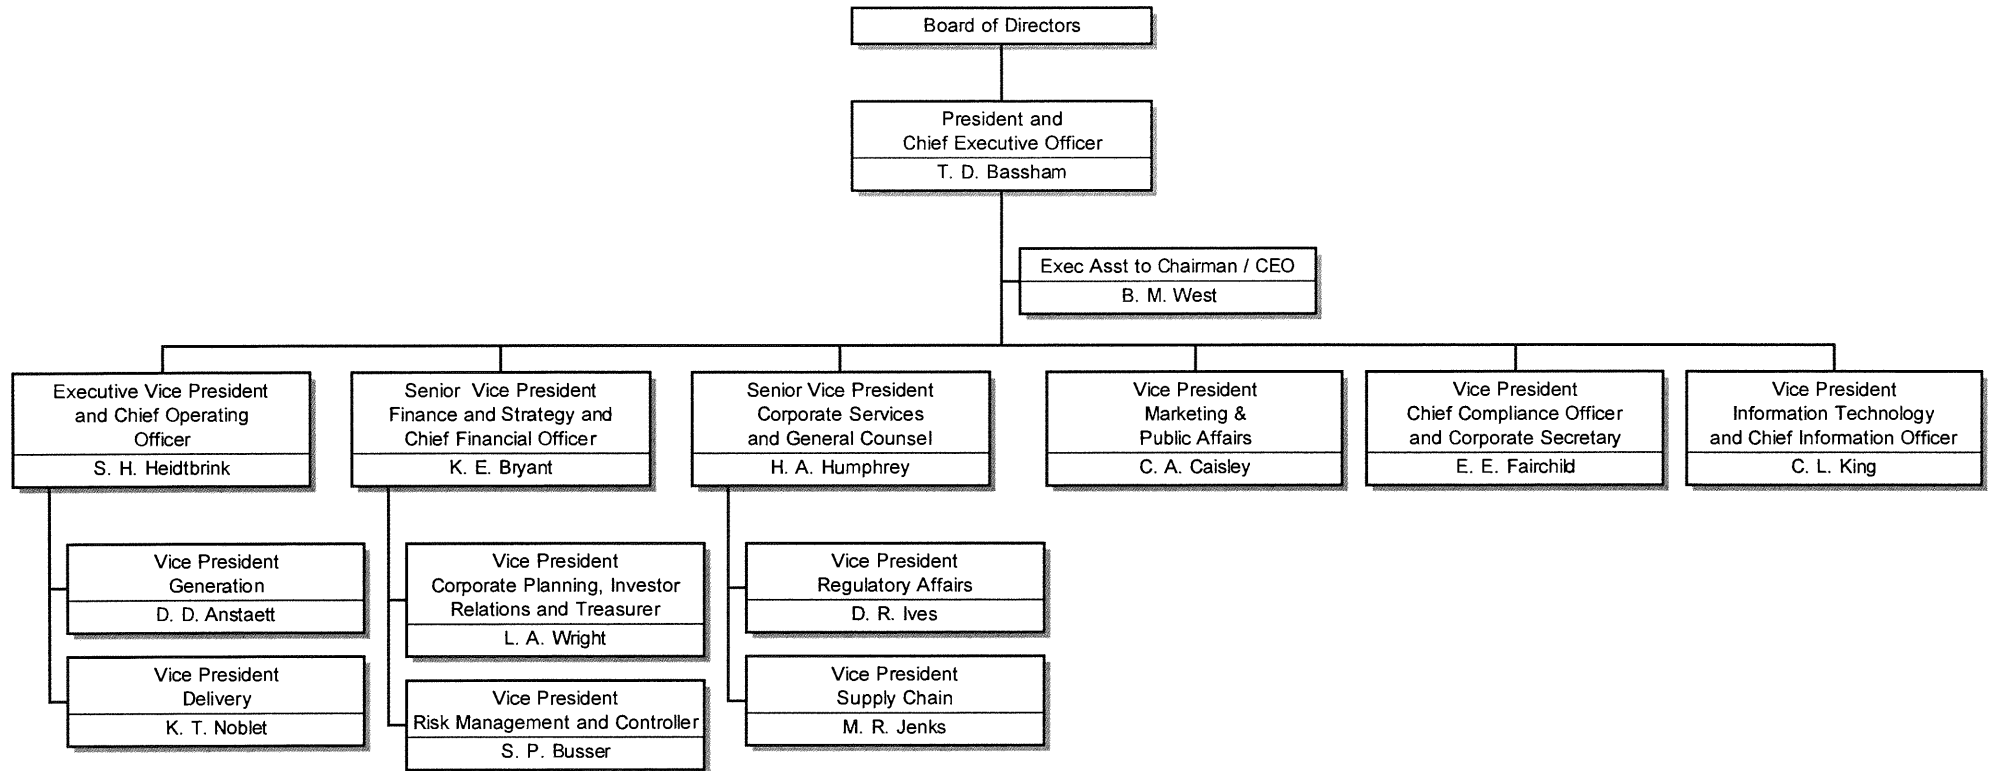 Board of Directors
President and
Chief Executive Officer
T. D. Bassham
Exec Asst to Chairman / CEO
B. M. West
Executive Vice President
and Chief Operating
Officer
S. H. Heidtbrink
Senior Vice President
Finance and Strategy and
Chief Financial Officer
K. E. Bryant
Senior Vice President
Corporate Services
and General Counsel
H. A. Humphrey
Vice President
Marketing &
Public Affairs
C. A. Caisley
Vice President
Chief Compliance Officer
and Corporate Secretary
E. E. Fairchild
Vice President
Information Technology
and Chief Information Officer
C. L. King
Vice President
Generation
D. D. Anstaett
Vice President
Delivery
K. T. Noblet
Vice President
Corporate Planning, Investor
Relations and Treasurer
L. A. Wright
Vice President
Risk Management and Controller
S. P. Busser
Vice President
Regulatory Affairs
D. R. Ives
Vice President
Supply Chain
M. R. Jenks